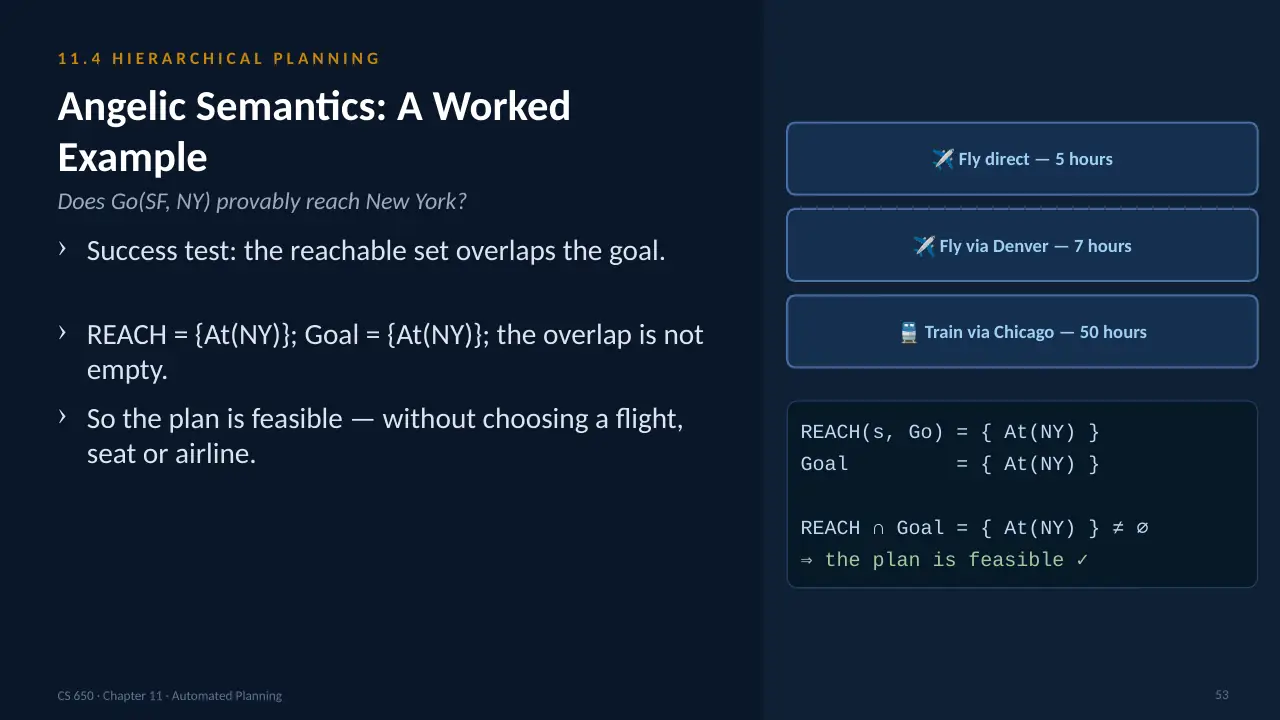 11.4 HIERARCHICAL PLANNING
Angelic Semantics: A Worked
Example
Does Go(SF, NY) provably reach New York?
› Success test: the reachable set overlaps the goal.
› REACH = {At(NY)}; Goal = {At(NY)}; the overlap is not
empty.
› So the plan is feasible — without choosing a flight,
seat or airline.
✈️ Fly direct — 5 hours
✈️ Fly via Denver — 7 hours
🚆 Train via Chicago — 50 hours
REACH(s, Go) = { At(NY) }
Goal         = { At(NY) }
REACH ∩ Goal = { At(NY) } ≠ ∅
⇒ the plan is feasible ✓
CS 650 · Chapter 11 · Automated Planning
53